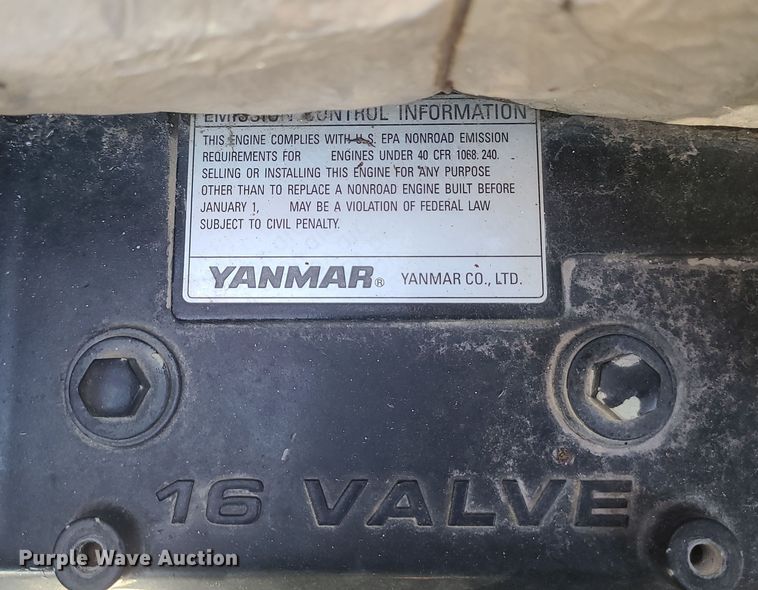 EMISSION CONTROL INFORMATION
THIS ENGINE COMPLIES WITH U.S. EPA NONROAD EMISSION
REQUIREMENTS FOR ENGINES UNDER 40 CFR 1068.240.
SELLING OR INSTALLING THIS ENGINE FOR ANY PURPOSE
OTHER THAN TO REPLACE A NONROAD ENGINE BUILT BEFORE
JANUARY 1, MAY BE A VIOLATION OF FEDERAL LAW
SUBJECT TO CIVIL PENALTY.
YANMAR® YANMAR CO., LTD.
16 VALVE
Purple Wave Auction